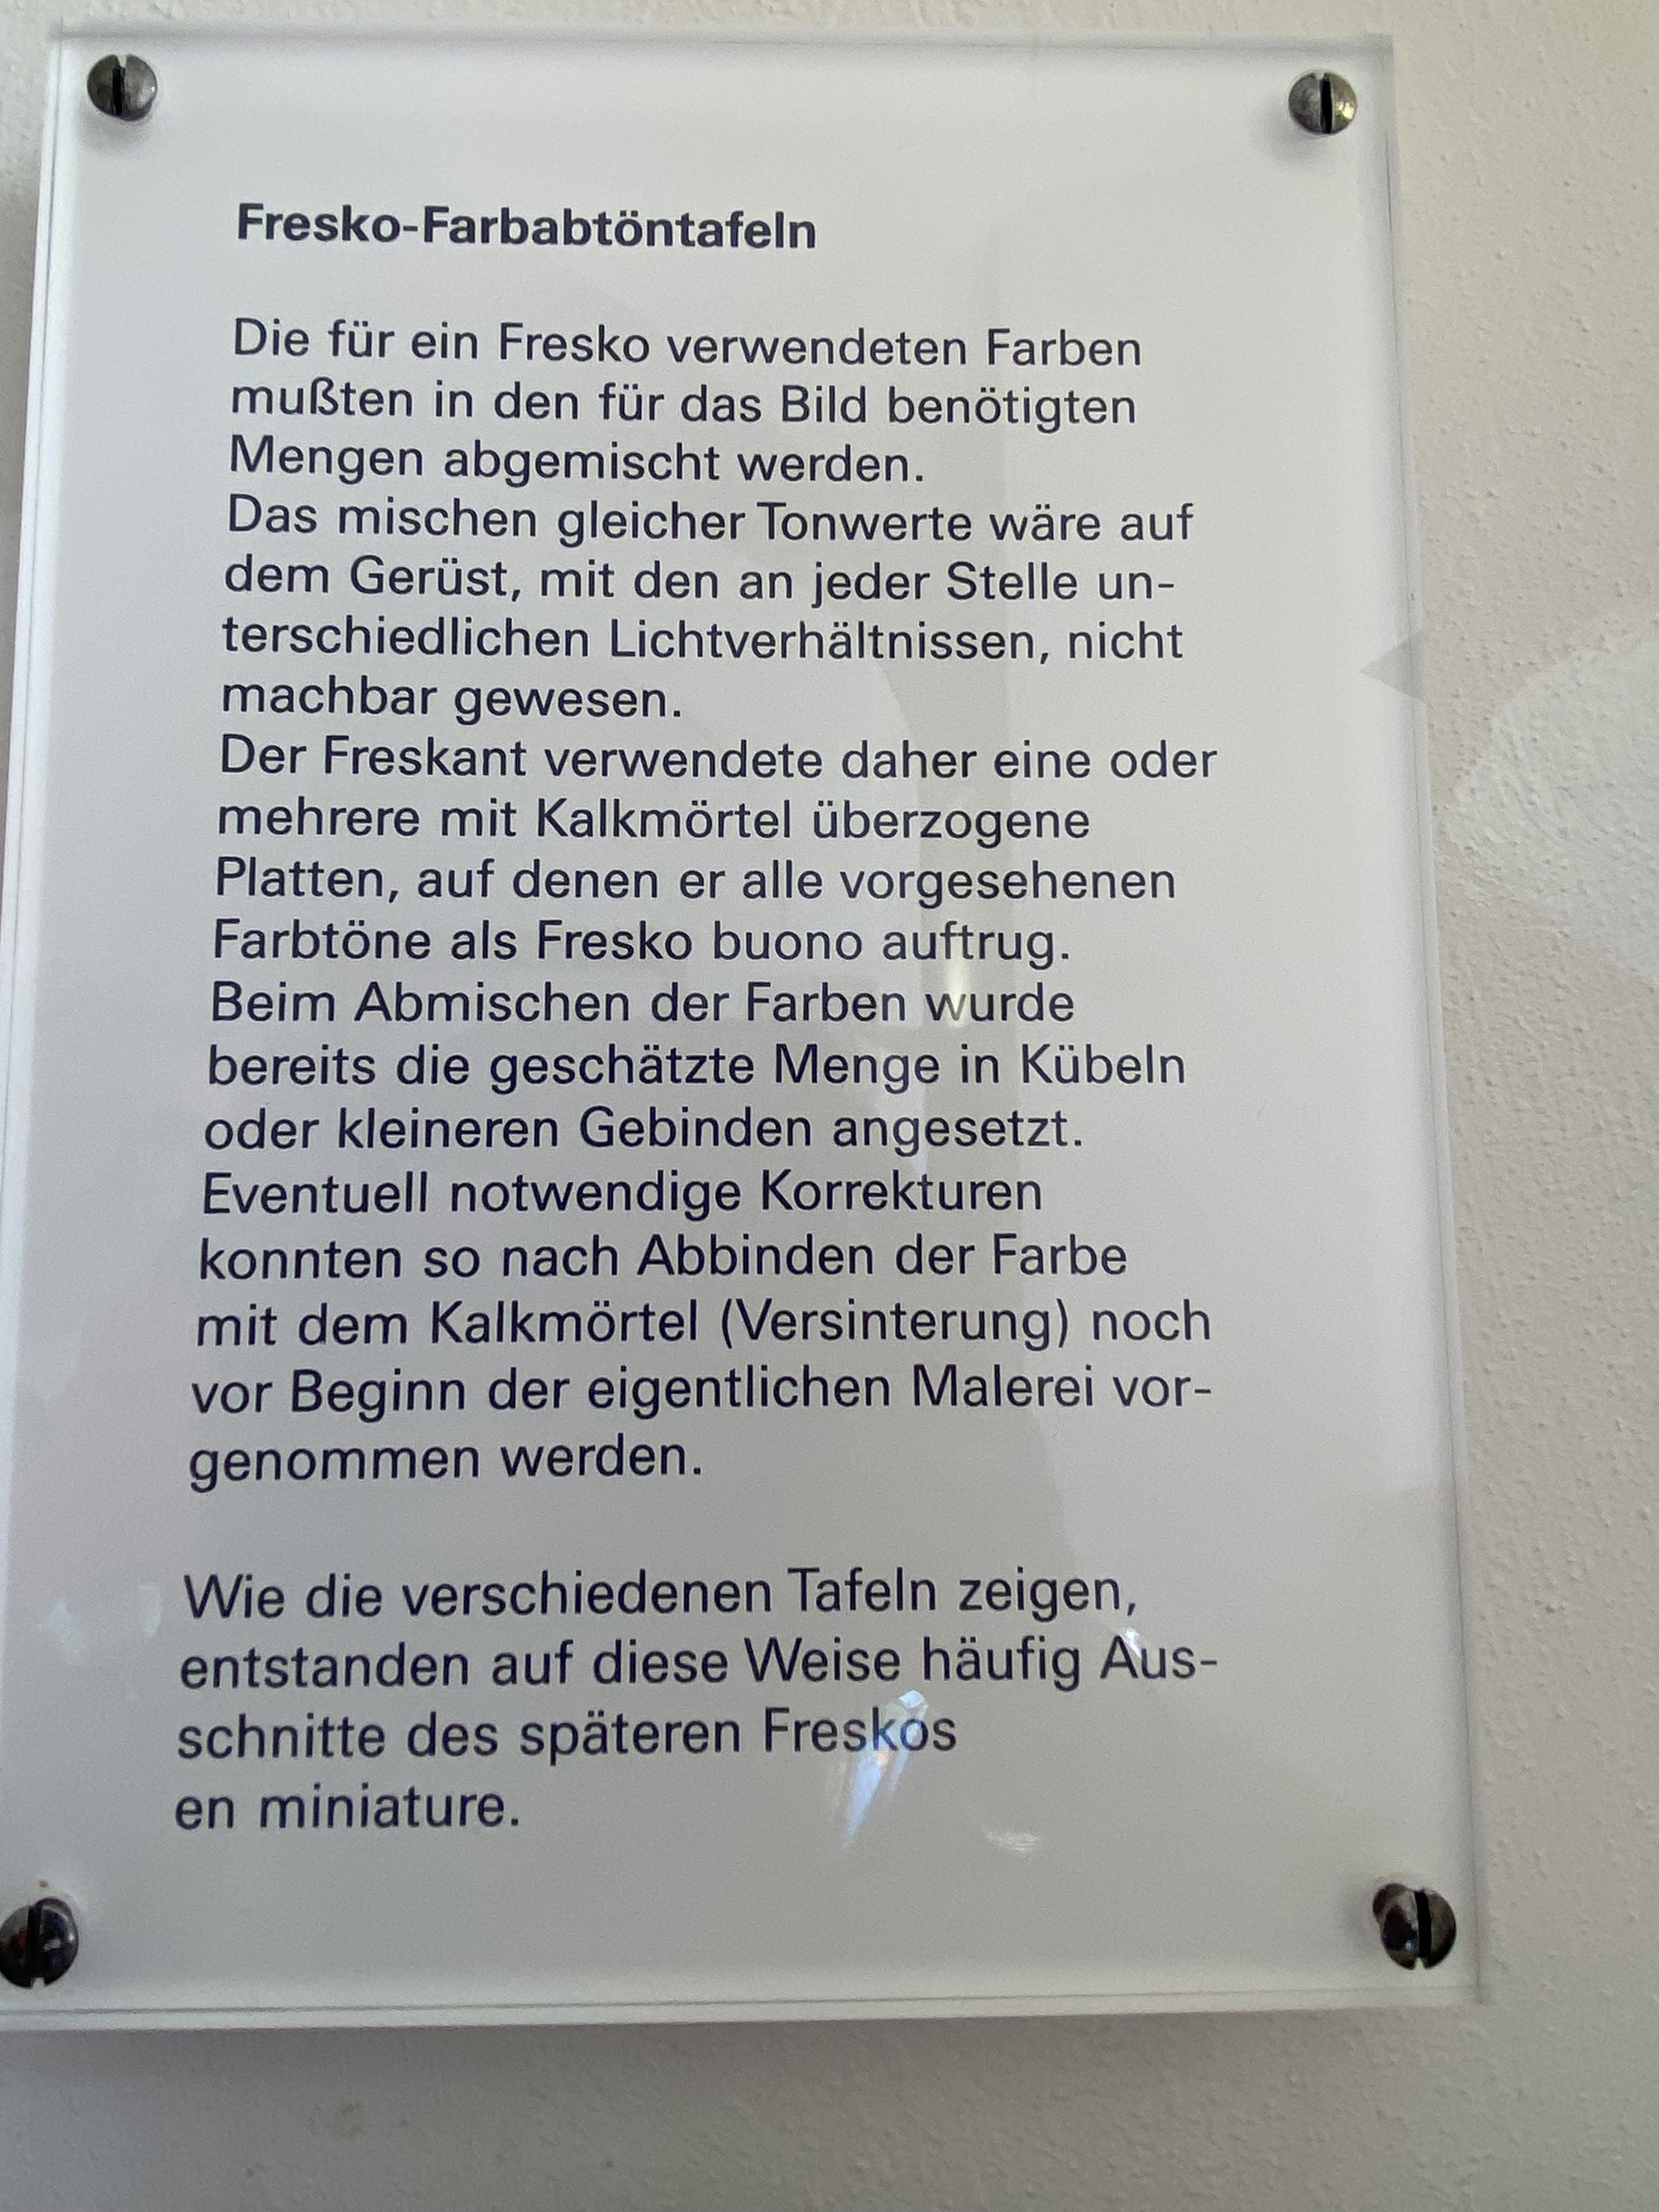 Fresko-Farbabtöntafeln
Die für ein Fresko verwendeten Farben
mußten in den für das Bild benötigten
Mengen abgemischt werden.
Das mischen gleicher Tonwerte wäre auf
dem Gerüst, mit den an jeder Stelle un-
terschiedlichen Lichtverhältnissen, nicht
machbar gewesen.
Der Freskant verwendete daher eine oder
mehrere mit Kalkmörtel überzogene
Platten, auf denen er alle vorgesehenen
Farbtöne als Fresko buono auftrug.
Beim Abmischen der Farben wurde
bereits die geschätzte Menge in Kübeln
oder kleineren Gebinden angesetzt.
Eventuell notwendige Korrekturen
konnten so nach Abbinden der Farbe
mit dem Kalkmörtel (Versinterung) noch
vor Beginn der eigentlichen Malerei vor-
genommen werden.
Wie die verschiedenen Tafeln zeigen,
entstanden auf diese Weise häufig Aus-
schnitte des späteren Freskos
en miniature.